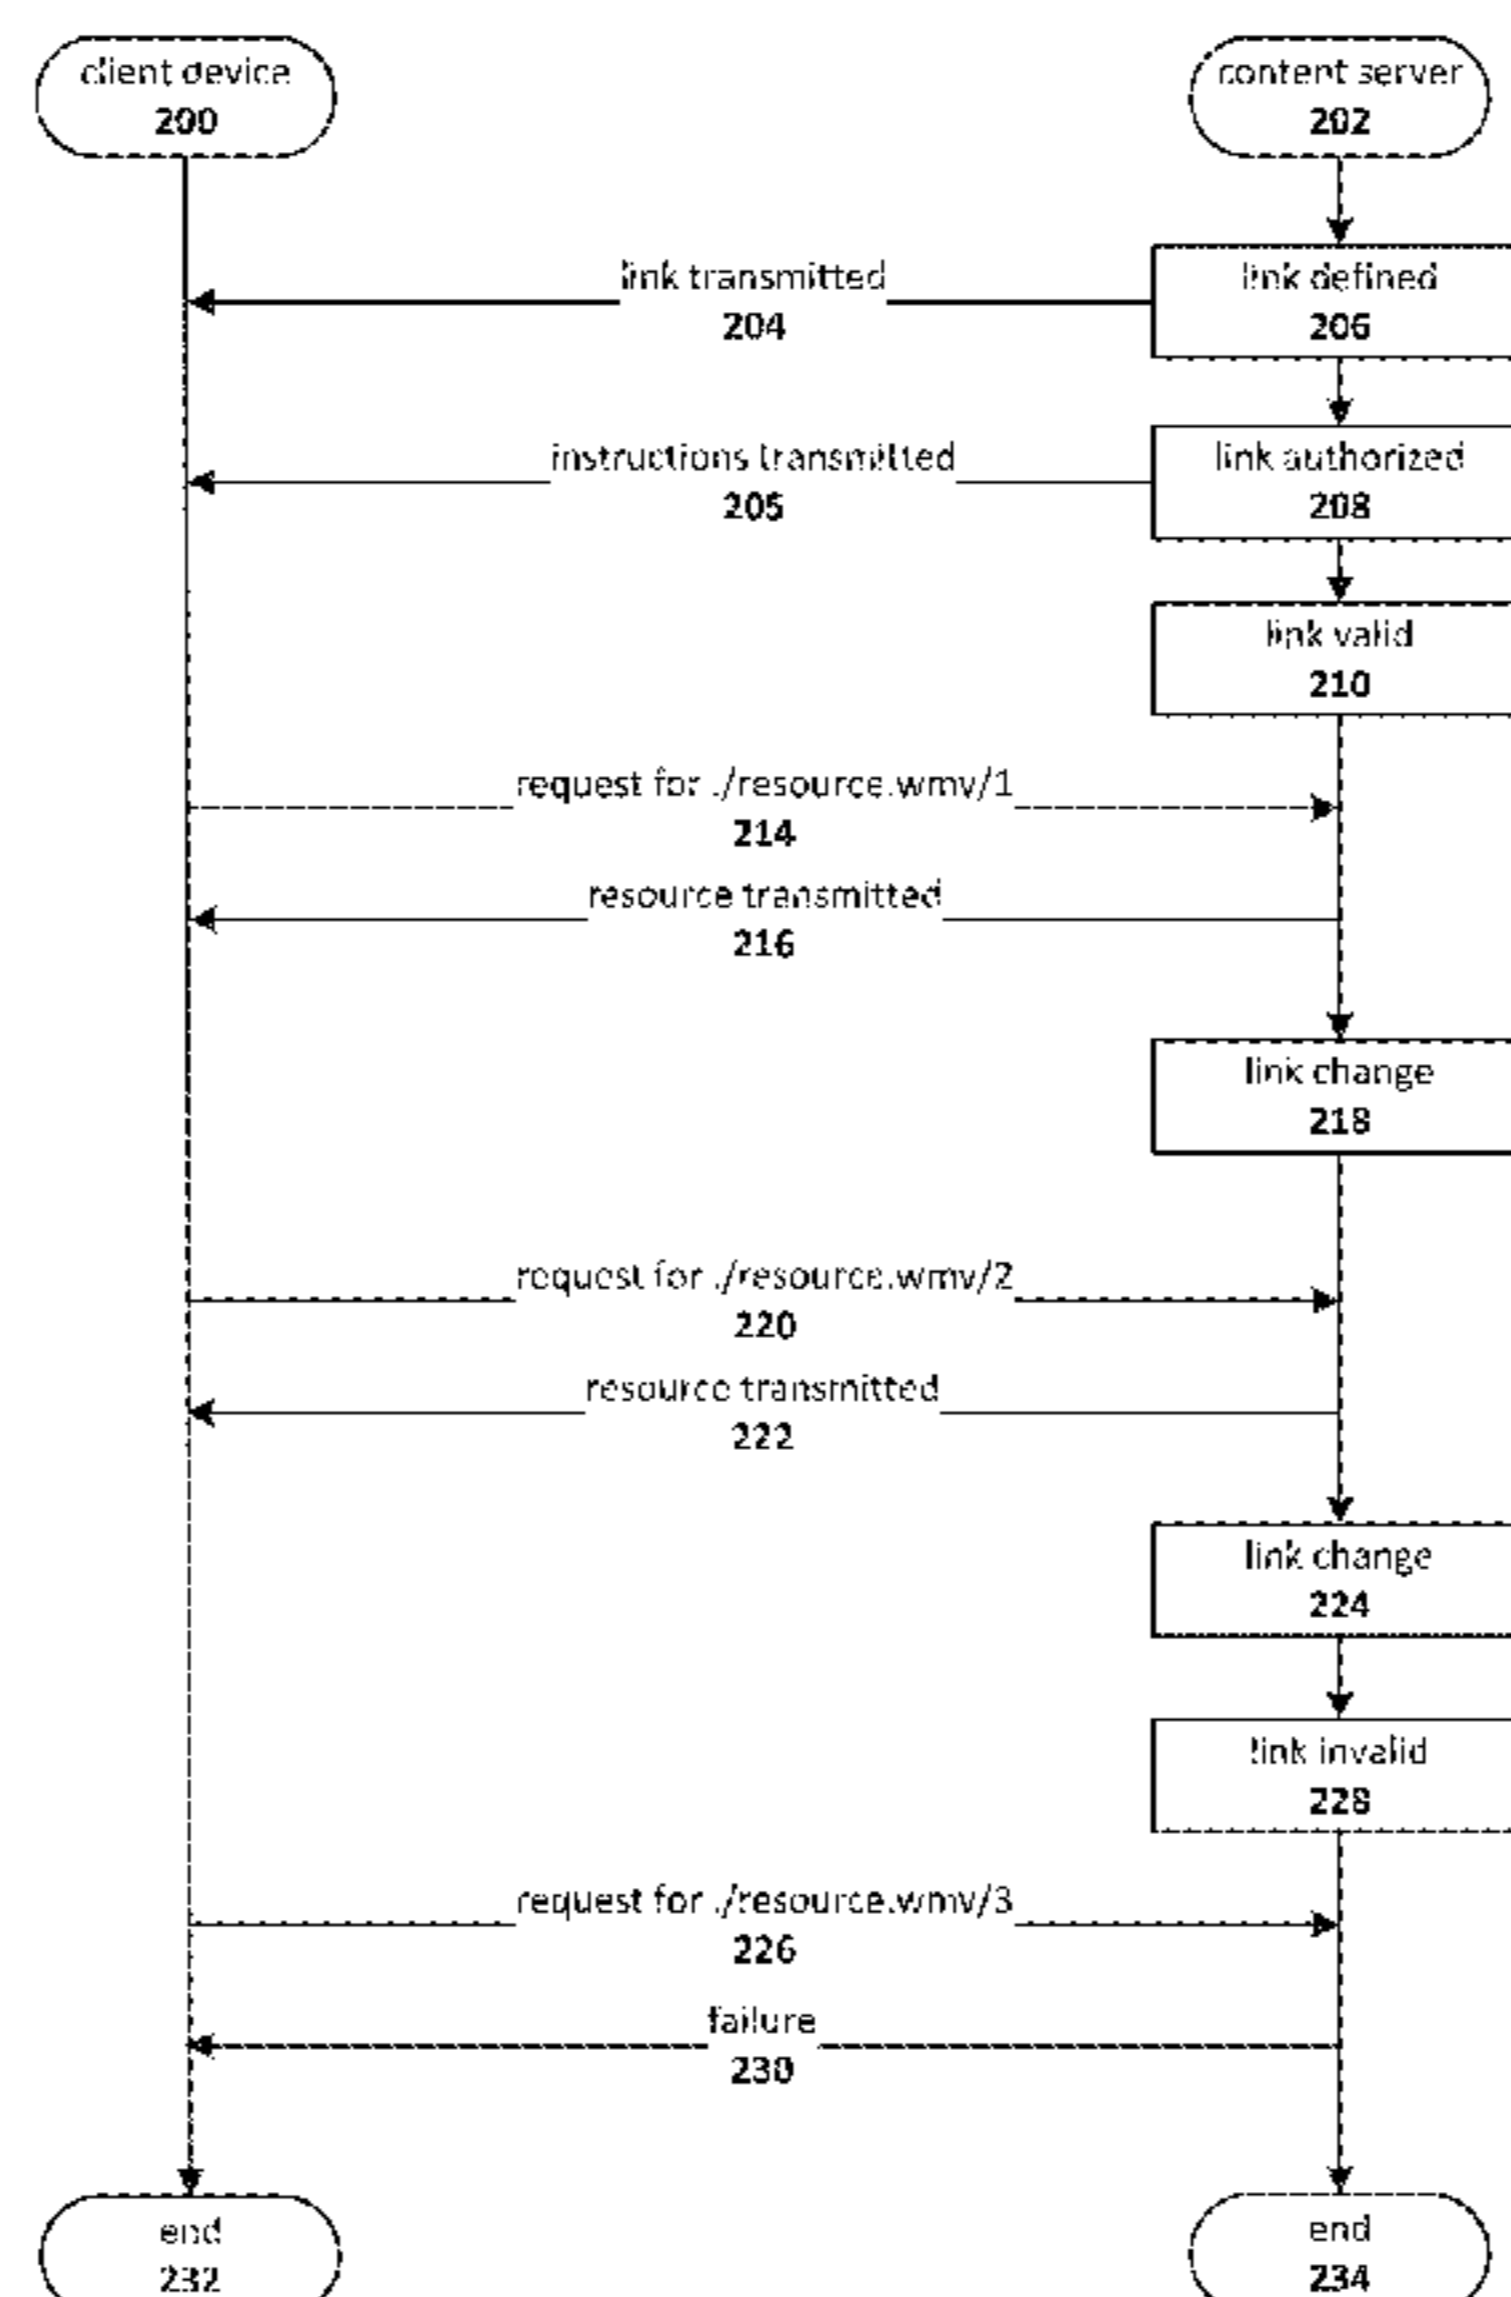 client device
200
content server
202
link defined
206
link transmitted
204
link authorized
208
instructions transmitted
205
link valid
210
request for ./resource.wmv/1
214
resource transmitted
216
link change
218
request for ./resource.wmv/2
220
resource transmitted
222
link change
224
link invalid
228
request for ./resource.wmv/3
226
failure
230
end
232
end
234